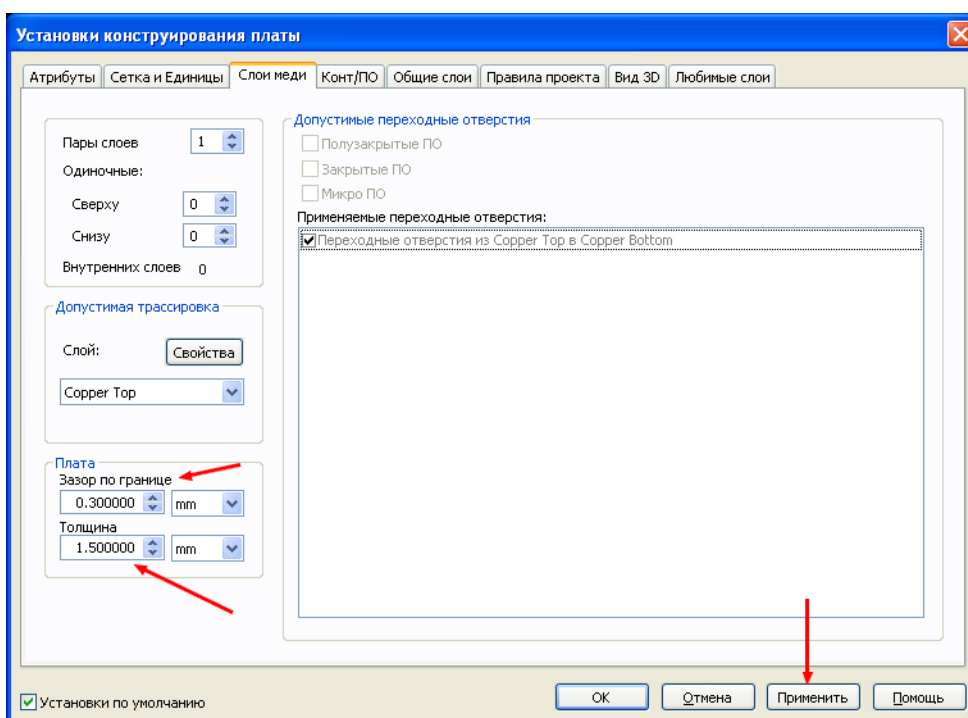 Установки конструирования платы
Атрибуты Сетка и Единицы Слои меди Конт/ПО Общие слои Правила проекта Вид 3D Любимые слои
Пары слоев 1
Одиночные:
Сверху 0
Снизу 0
Внутренних слоев 0
Допустимая трассировка
Слой: Свойства
Copper Top
Плата
Зазор по границе
0.300000 mm
Толщина
1.500000 mm
Допустимые переходные отверстия
Полузакрытые ПО
Закрытые ПО
Микро ПО
Применяемые переходные отверстия:
Переходные отверстия из Copper Top в Copper Bottom
Установки по умолчанию
OK Отмена Применить Помощь